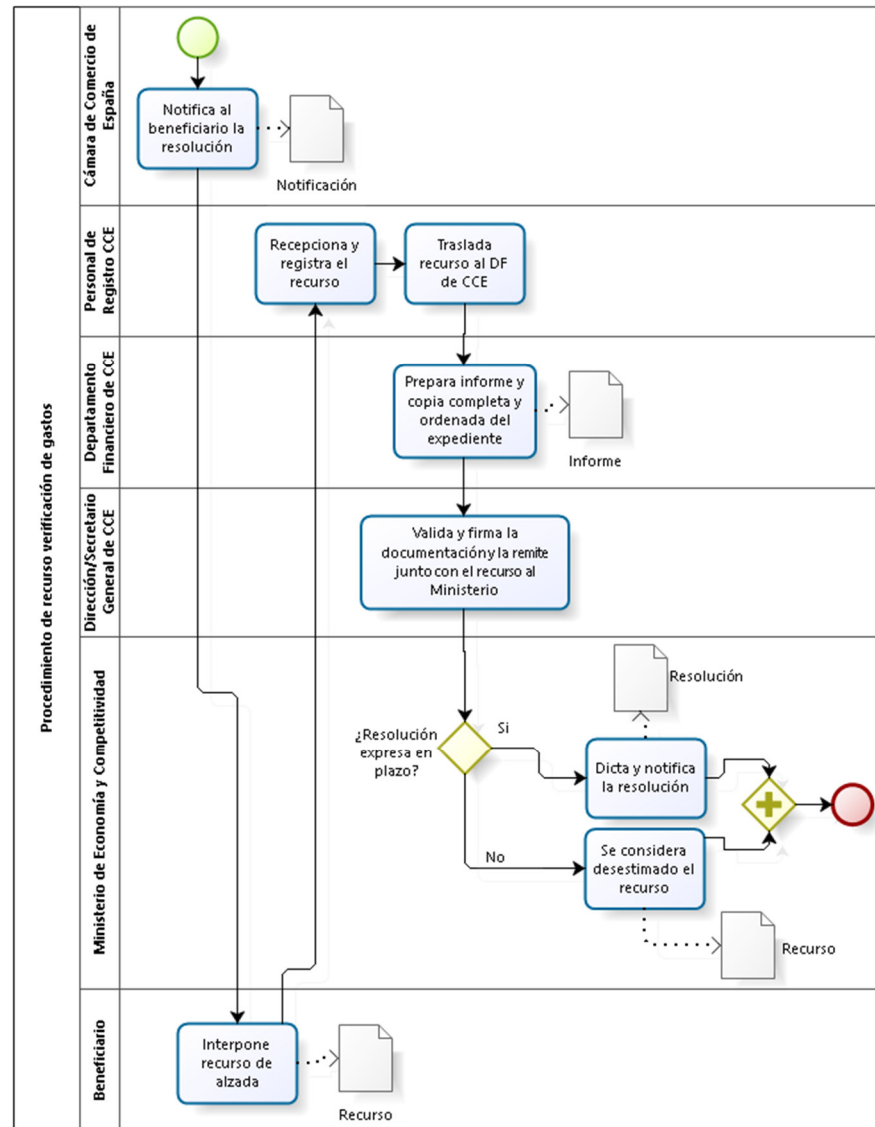 Procedimiento de recurso verificación de gastos
Cámara de Comercio de
España
Notifica al
beneficiario la
resolución
Notificación
Personal de
Registro CCE
Recepciona y
registra el
recurso
Traslada
recurso al DF
de CCE
Departamento
Financiero de CCE
Prepara informe y
copia completa y
ordenada del
expediente
Informe
Dirección/Secretario
General de CCE
Valida y firma la
documentación y la remite
junto con el recurso al
Ministerio
Ministerio de Economía y Competitividad
¿Resolución
expresa en
plazo?
Si
No
Resolución
Dicta y notifica
la resolución
Se considera
desestimado el
recurso
Recurso
Beneficiario
Interpone
recurso de
alzada
Recurso